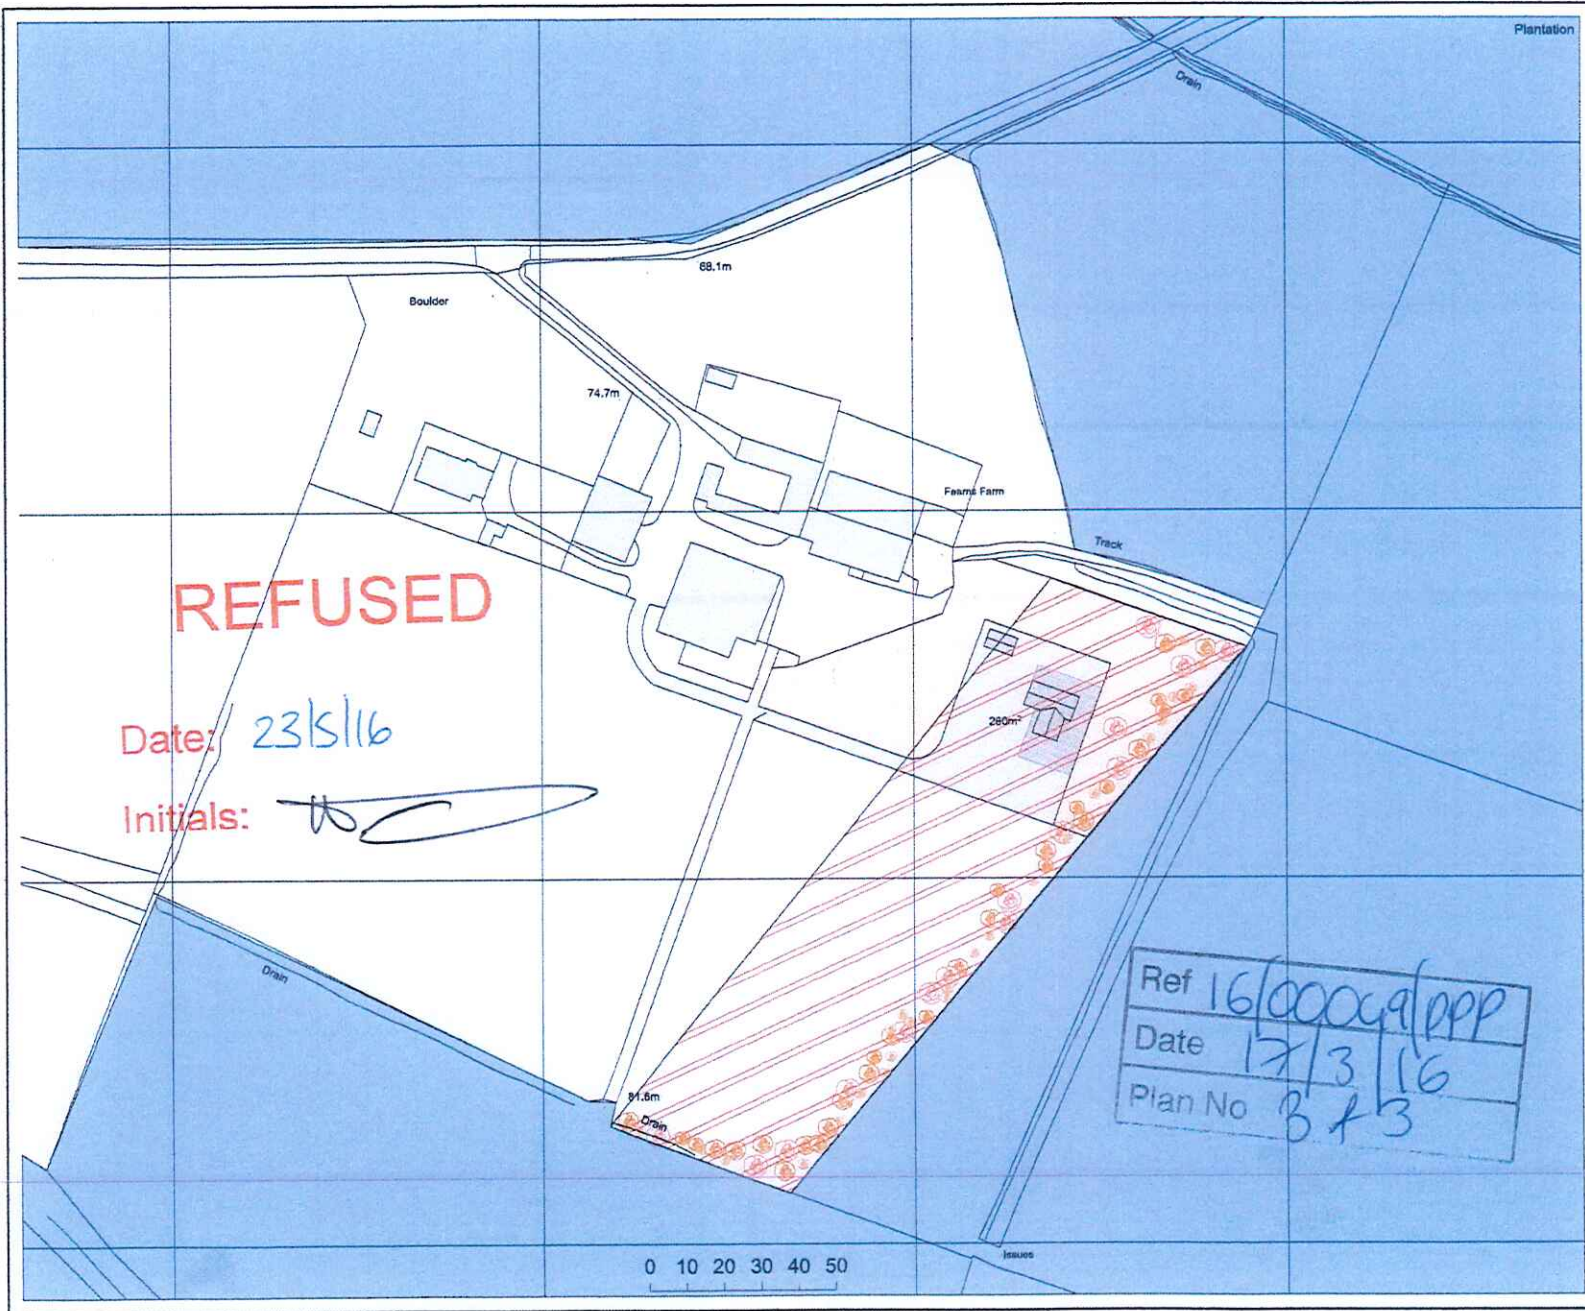 Plantation
Drain
68.1m
Boulder
74.7m
Fearns Farm
Track
REFUSED
280m²
Date: 23/5/16
Initials:
Drain
Ref 16/00049/PPP
Date 17/3/16
Plan No 3 of 3
81.6m
Drain
Issues
0 10 20 30 40 50